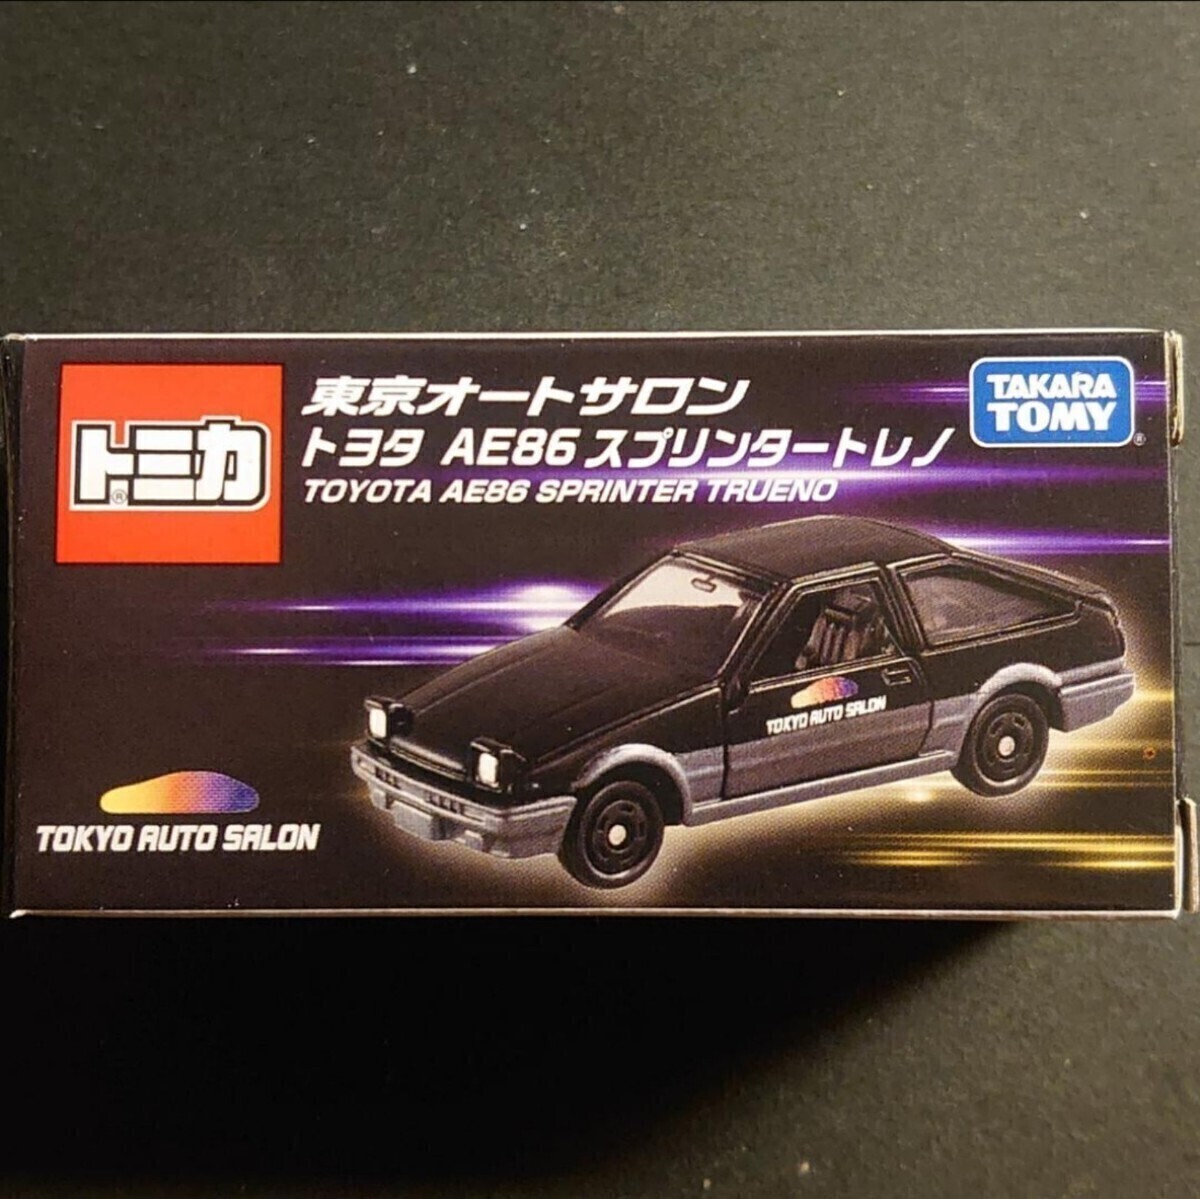 トミカ®
東京オートサロン
トヨタ AE86 スプリンタートレノ
TOYOTA AE86 SPRINTER TRUENO
TAKARA
TOMY®
TOKYO AUTO SALON
TOKYO AUTO SALON